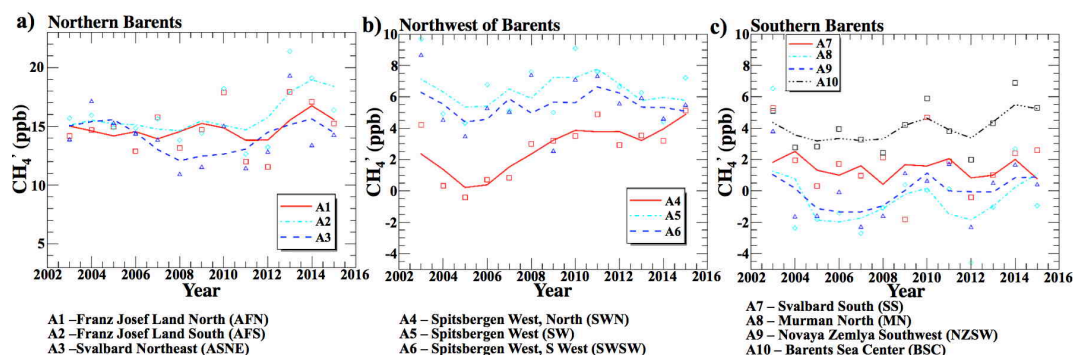 a) Northern Barents
CH4' (ppb)
20
15
10
5
2002 2004 2006 2008 2010 2012 2014 2016
Year
A1
A2
A3
A1 –Franz Josef Land North (AFN)
A2 –Franz Josef Land South (AFS)
A3 –Svalbard Northeast (ASNE)
b) Northwest of Barents
CH4' (ppb)
10
8
6
4
2
0
-2
-4
2002 2004 2006 2008 2010 2012 2014 2016
Year
A4
A5
A6
A4 – Spitsbergen West, North (SWN)
A5 – Spitsbergen West (SW)
A6 – Spitsbergen West, S West (SWSW)
c) Southern Barents
CH4' (ppb)
10
8
6
4
2
0
-2
-4
2002 2004 2006 2008 2010 2012 2014 2016
Year
A7
A8
A9
A10
A7 – Svalbard South (SS)
A8 – Murman North (MN)
A9 – Novaya Zemlya Southwest (NZSW)
A10 – Barents Sea Center (BSC)